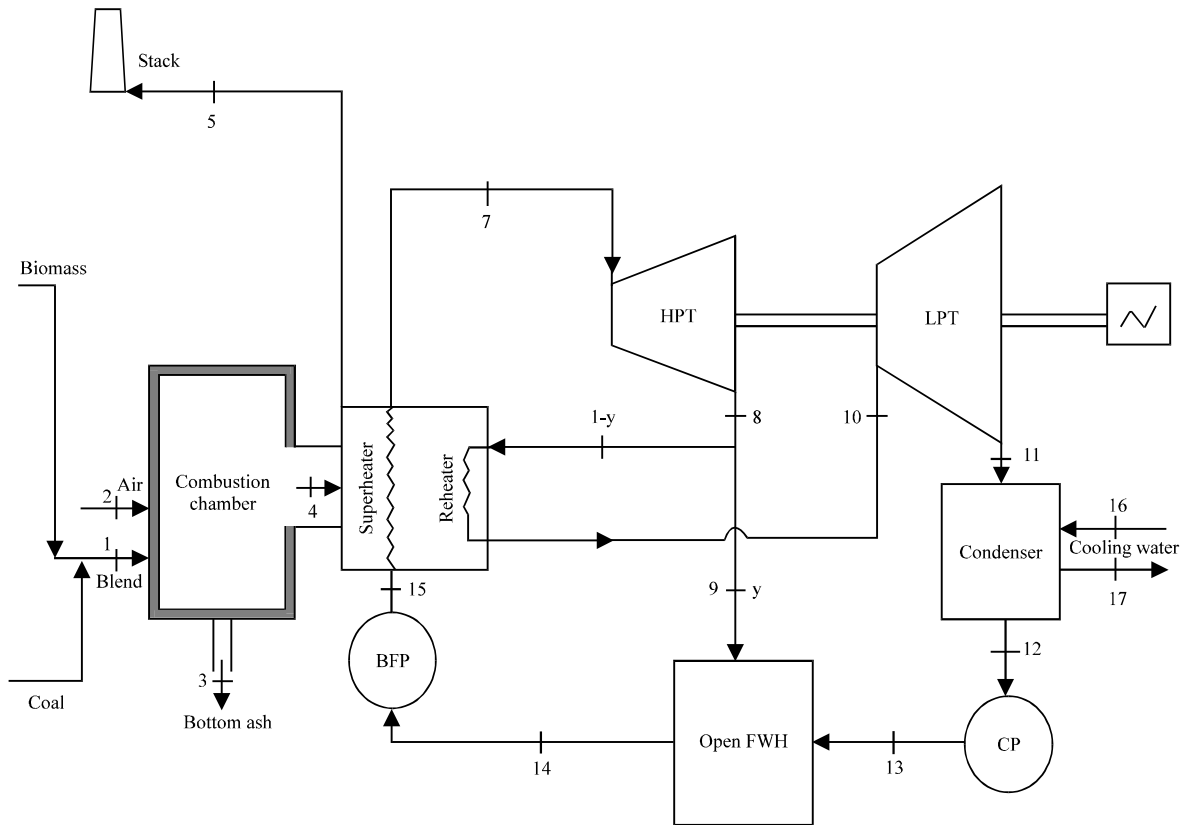 Stack
5
7
Biomass
HPT
LPT
1-y
8
10
11
Superheater
Reheater
Combustion
chamber
Air
2
4
1
Blend
16
Cooling water
17
Condenser
15
9
y
12
BFP
3
Coal
Bottom ash
Open FWH
CP
14
13